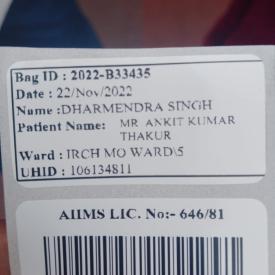 Bag ID : 2022-B33435
Date : 22/Nov/2022
Name :DHARMENDRA SINGH
Patient Name: MR ANKIT KUMAR
THAKUR
Ward : IRCH MO WARD\5
UHID : 106134811
AIIMS LIC. No:- 646/81